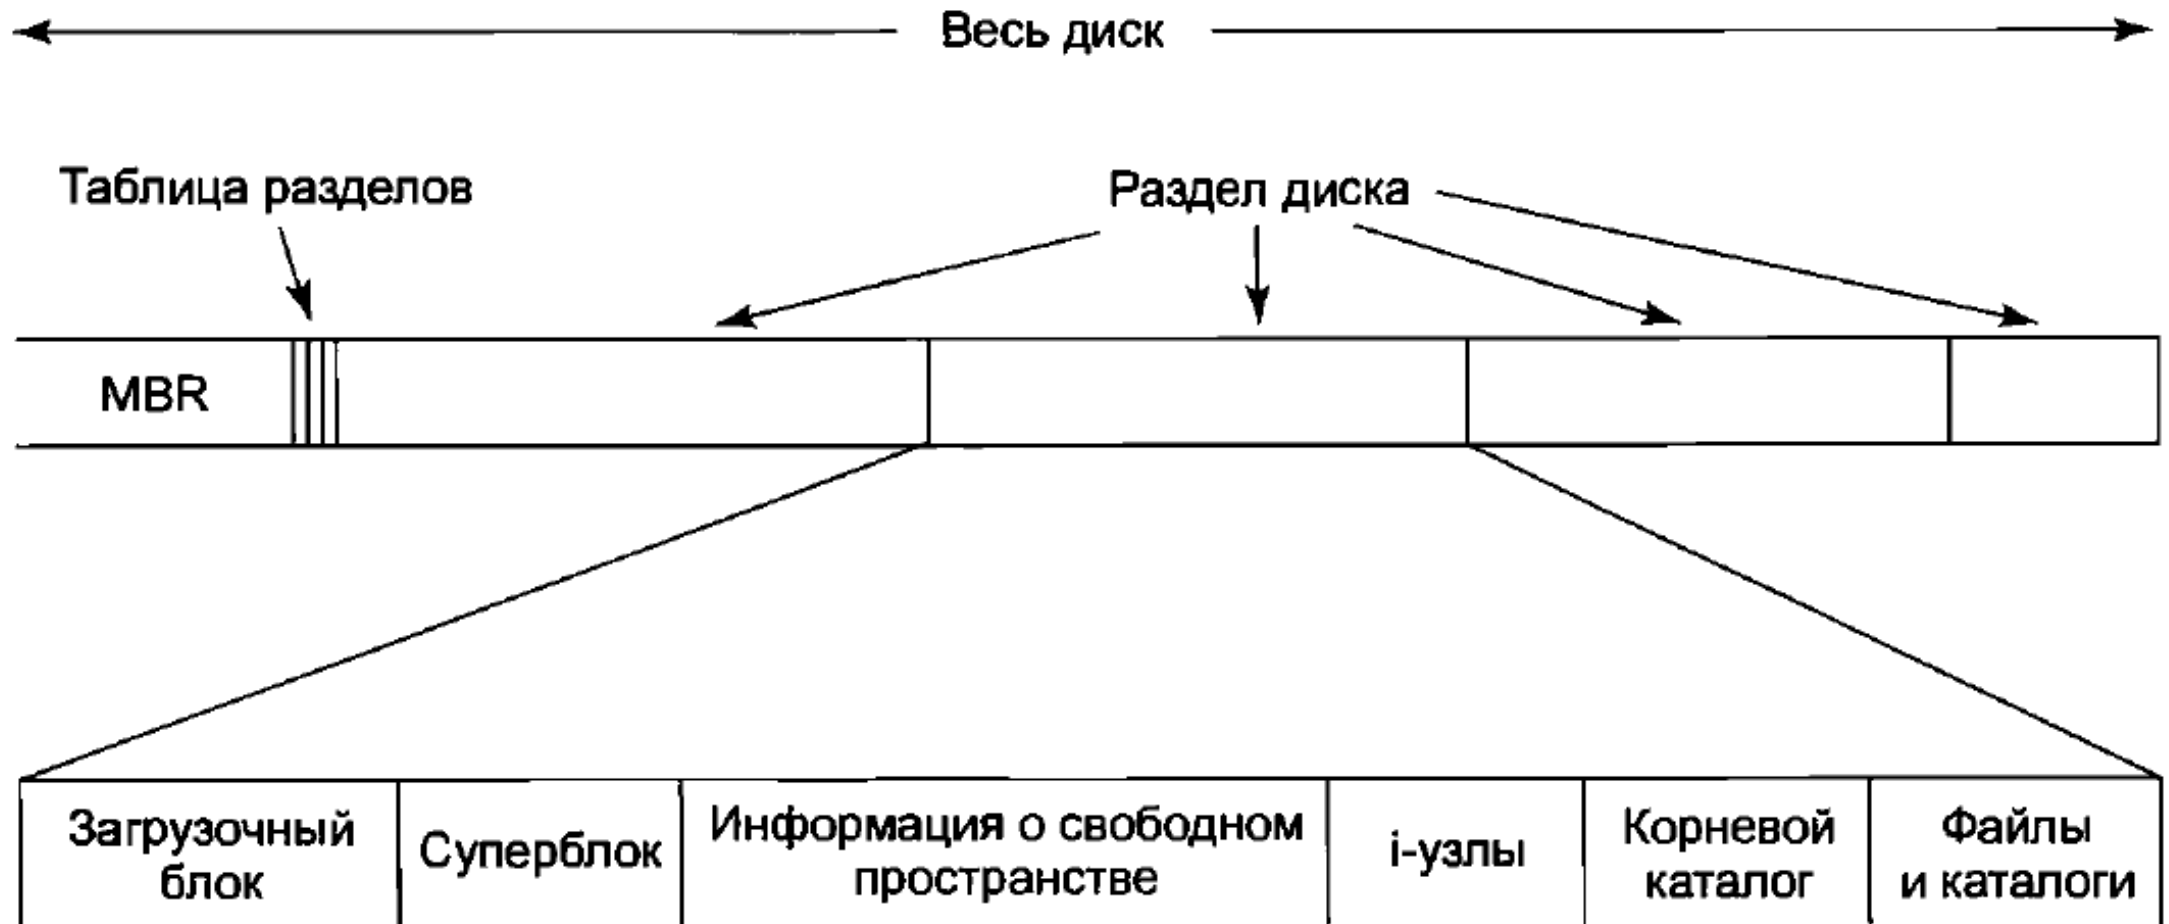 Весь диск
Таблица разделов
Раздел диска
MBR
Загрузочный
блок
Суперблок
Информация о свободном
пространстве
i-узлы
Корневой
каталог
Файлы
и каталоги